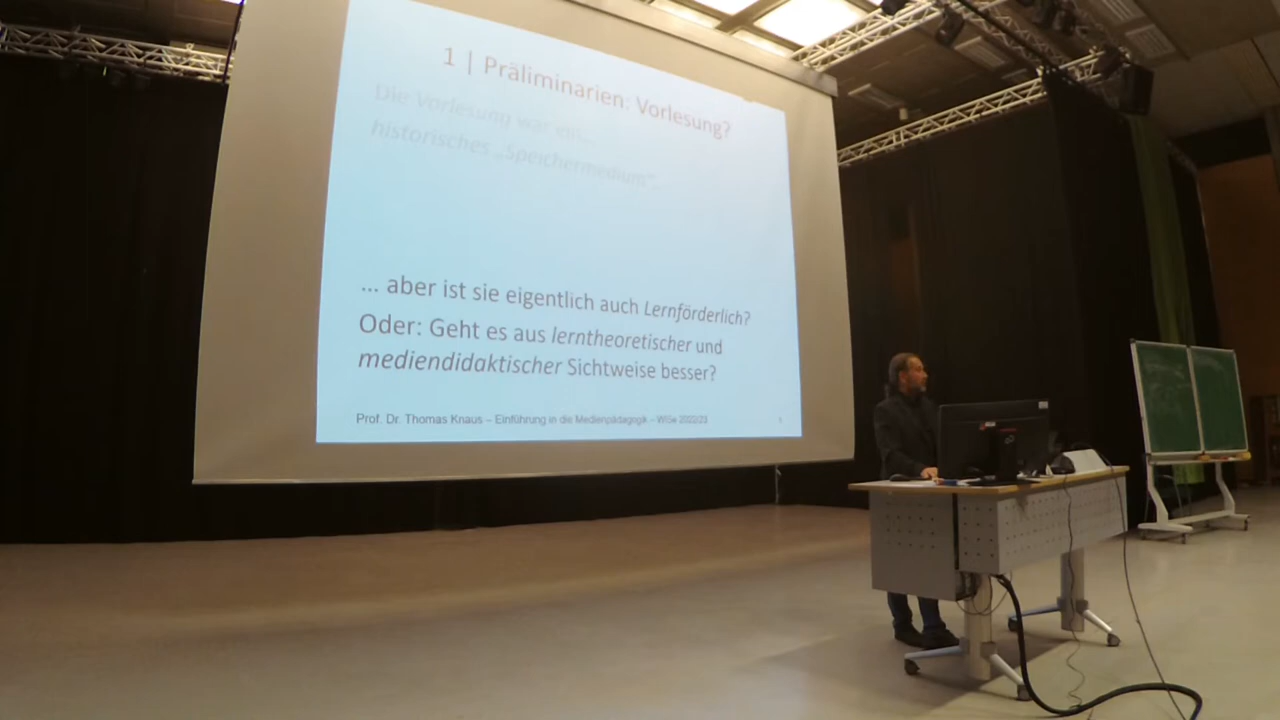 1 | Präliminarien: Vorlesung?
Die Vorlesung war ein...
historisches „Speichermedium“.
... aber ist sie eigentlich auch Lernförderlich?
Oder: Geht es aus lerntheoretischer und
mediendidaktischer Sichtweise besser?
Prof. Dr. Thomas Knaus – Einführung in die Medienpädagogik – WiSe 2022/23